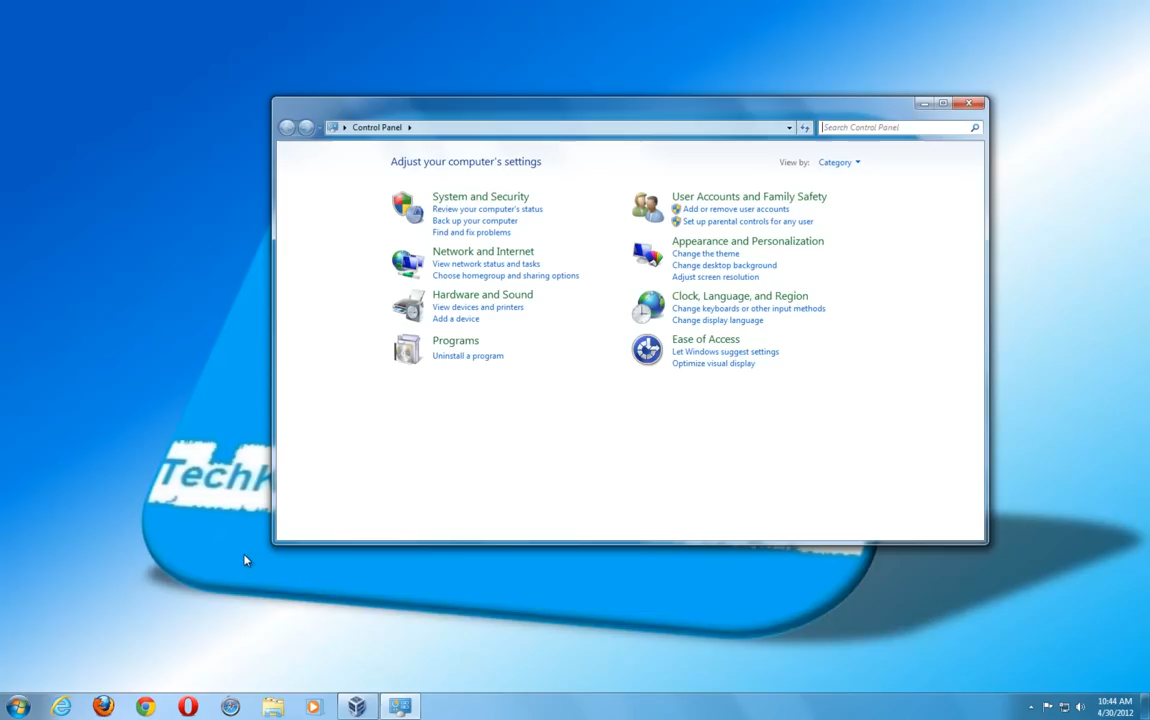 Control Panel
Search Control Panel
Adjust your computer's settings
View by: Category
System and Security
Review your computer's status
Back up your computer
Find and fix problems
Network and Internet
View network status and tasks
Choose homegroup and sharing options
Hardware and Sound
View devices and printers
Add a device
Programs
Uninstall a program
User Accounts and Family Safety
Add or remove user accounts
Set up parental controls for any user
Appearance and Personalization
Change the theme
Change desktop background
Adjust screen resolution
Clock, Language, and Region
Change keyboards or other input methods
Change display language
Ease of Access
Let Windows suggest settings
Optimize visual display
10:44 AM
4/30/2012